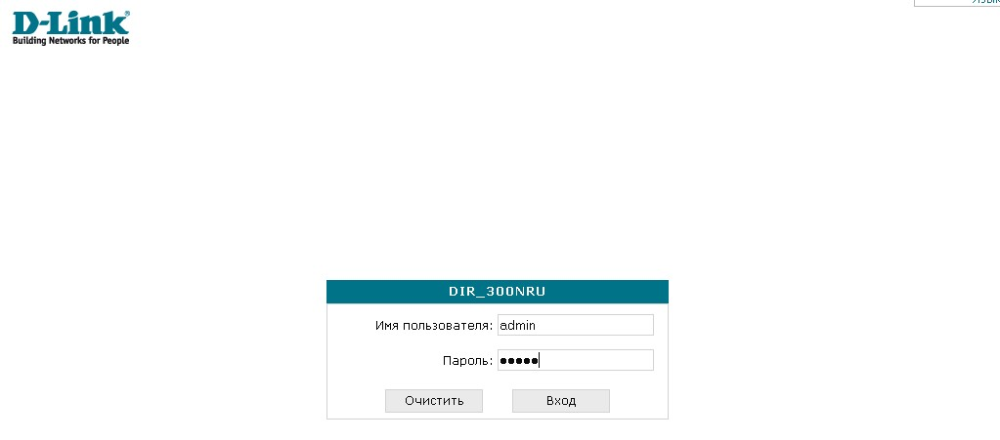 D-Link®
Building Networks for People
DIR_300NRU
Имя пользователя: admin
Пароль: •••••
Очистить Вход